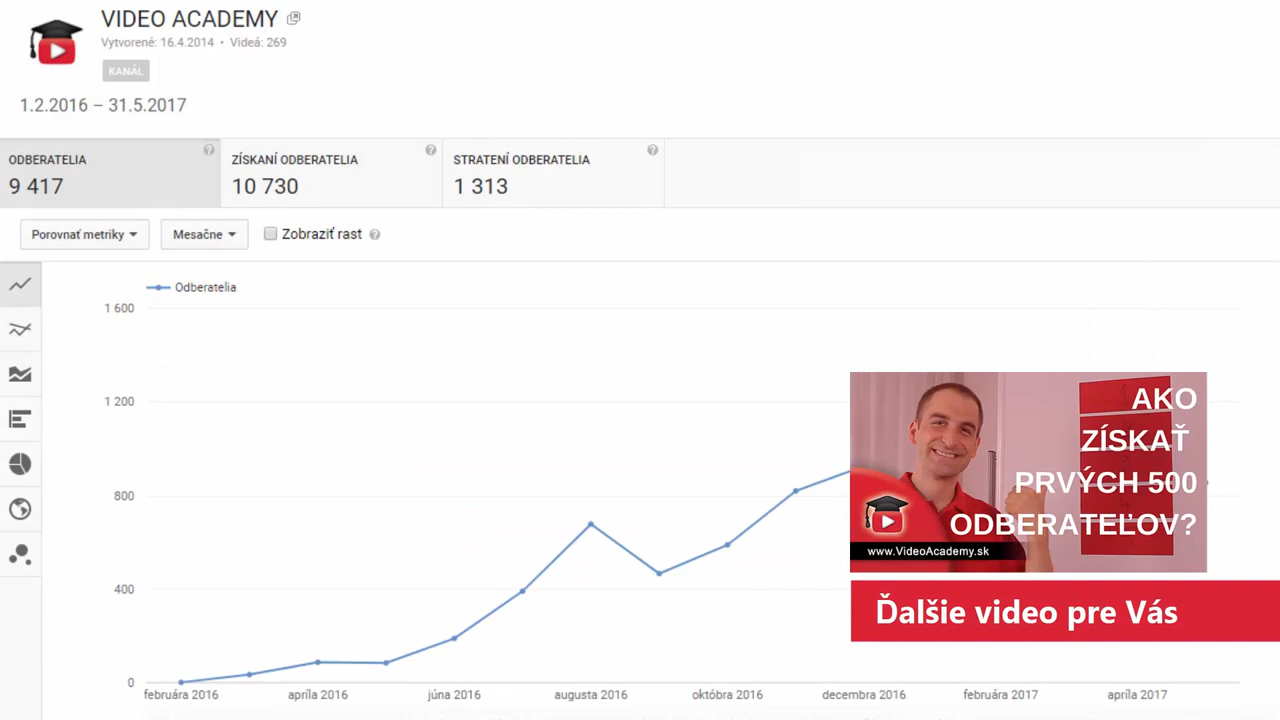 VIDEO ACADEMY
Vytvorené: 16.4.2014 • Videá: 269
KANÁL
1.2.2016 – 31.5.2017
ODBERATELIA
9 417
ZÍSKANÍ ODBERATELIA
10 730
STRATENÍ ODBERATELIA
1 313
Porovnať metriky
Mesačne
Zobraziť rast
Odberatelia
1 600
1 200
800
400
0
februára 2016
apríla 2016
júna 2016
augusta 2016
októbra 2016
decembra 2016
februára 2017
apríla 2017
AKO
ZÍSKAŤ
PRVÝCH 500
ODBERATEĽOV?
www.VideoAcademy.sk
Ďalšie video pre Vás